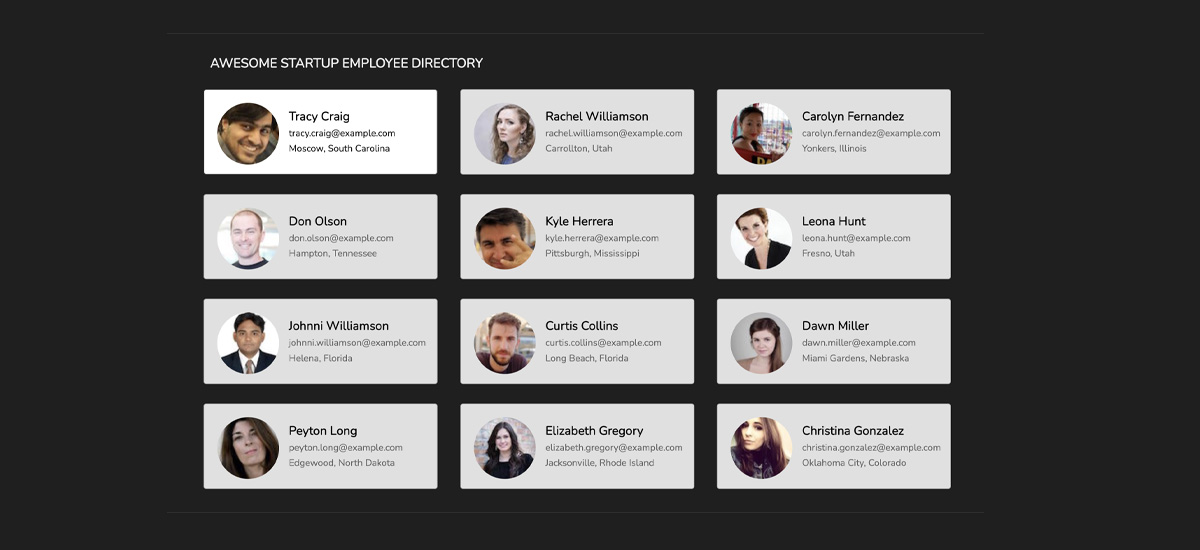 AWESOME STARTUP EMPLOYEE DIRECTORY
Tracy Craig
tracy.craig@example.com
Moscow, South Carolina
Rachel Williamson
rachel.williamson@example.com
Carrollton, Utah
Carolyn Fernandez
carolyn.fernandez@example.com
Yonkers, Illinois
Don Olson
don.olson@example.com
Hampton, Tennessee
Kyle Herrera
kyle.herrera@example.com
Pittsburgh, Mississippi
Leona Hunt
leona.hunt@example.com
Fresno, Utah
Johnni Williamson
johnni.williamson@example.com
Helena, Florida
Curtis Collins
curtis.collins@example.com
Long Beach, Florida
Dawn Miller
dawn.miller@example.com
Miami Gardens, Nebraska
Peyton Long
peyton.long@example.com
Edgewood, North Dakota
Elizabeth Gregory
elizabeth.gregory@example.com
Jacksonville, Rhode Island
Christina Gonzalez
christina.gonzalez@example.com
Oklahoma City, Colorado